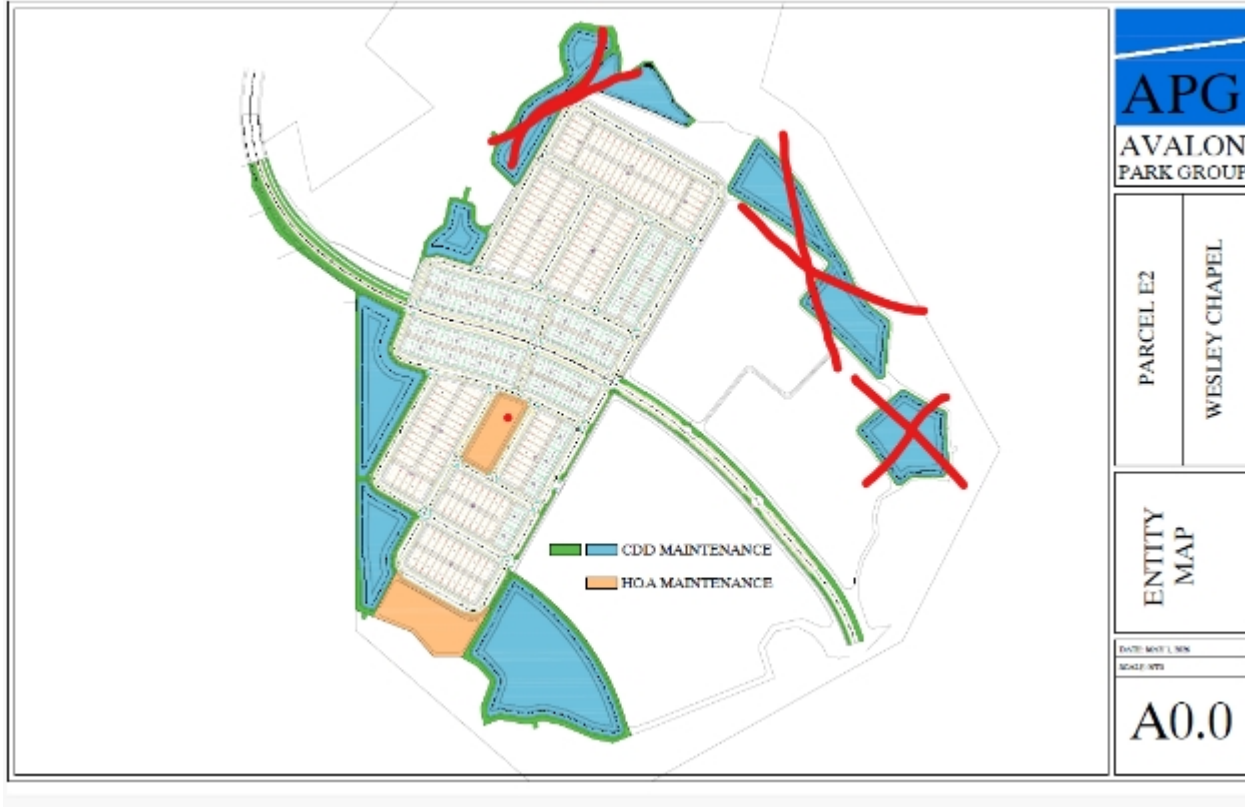 APG
AVALON
PARK GROUP
PARCEL E2
WESLEY CHAPEL
ENTITY
MAP
CDD MAINTENANCE
HOA MAINTENANCE
A0.0